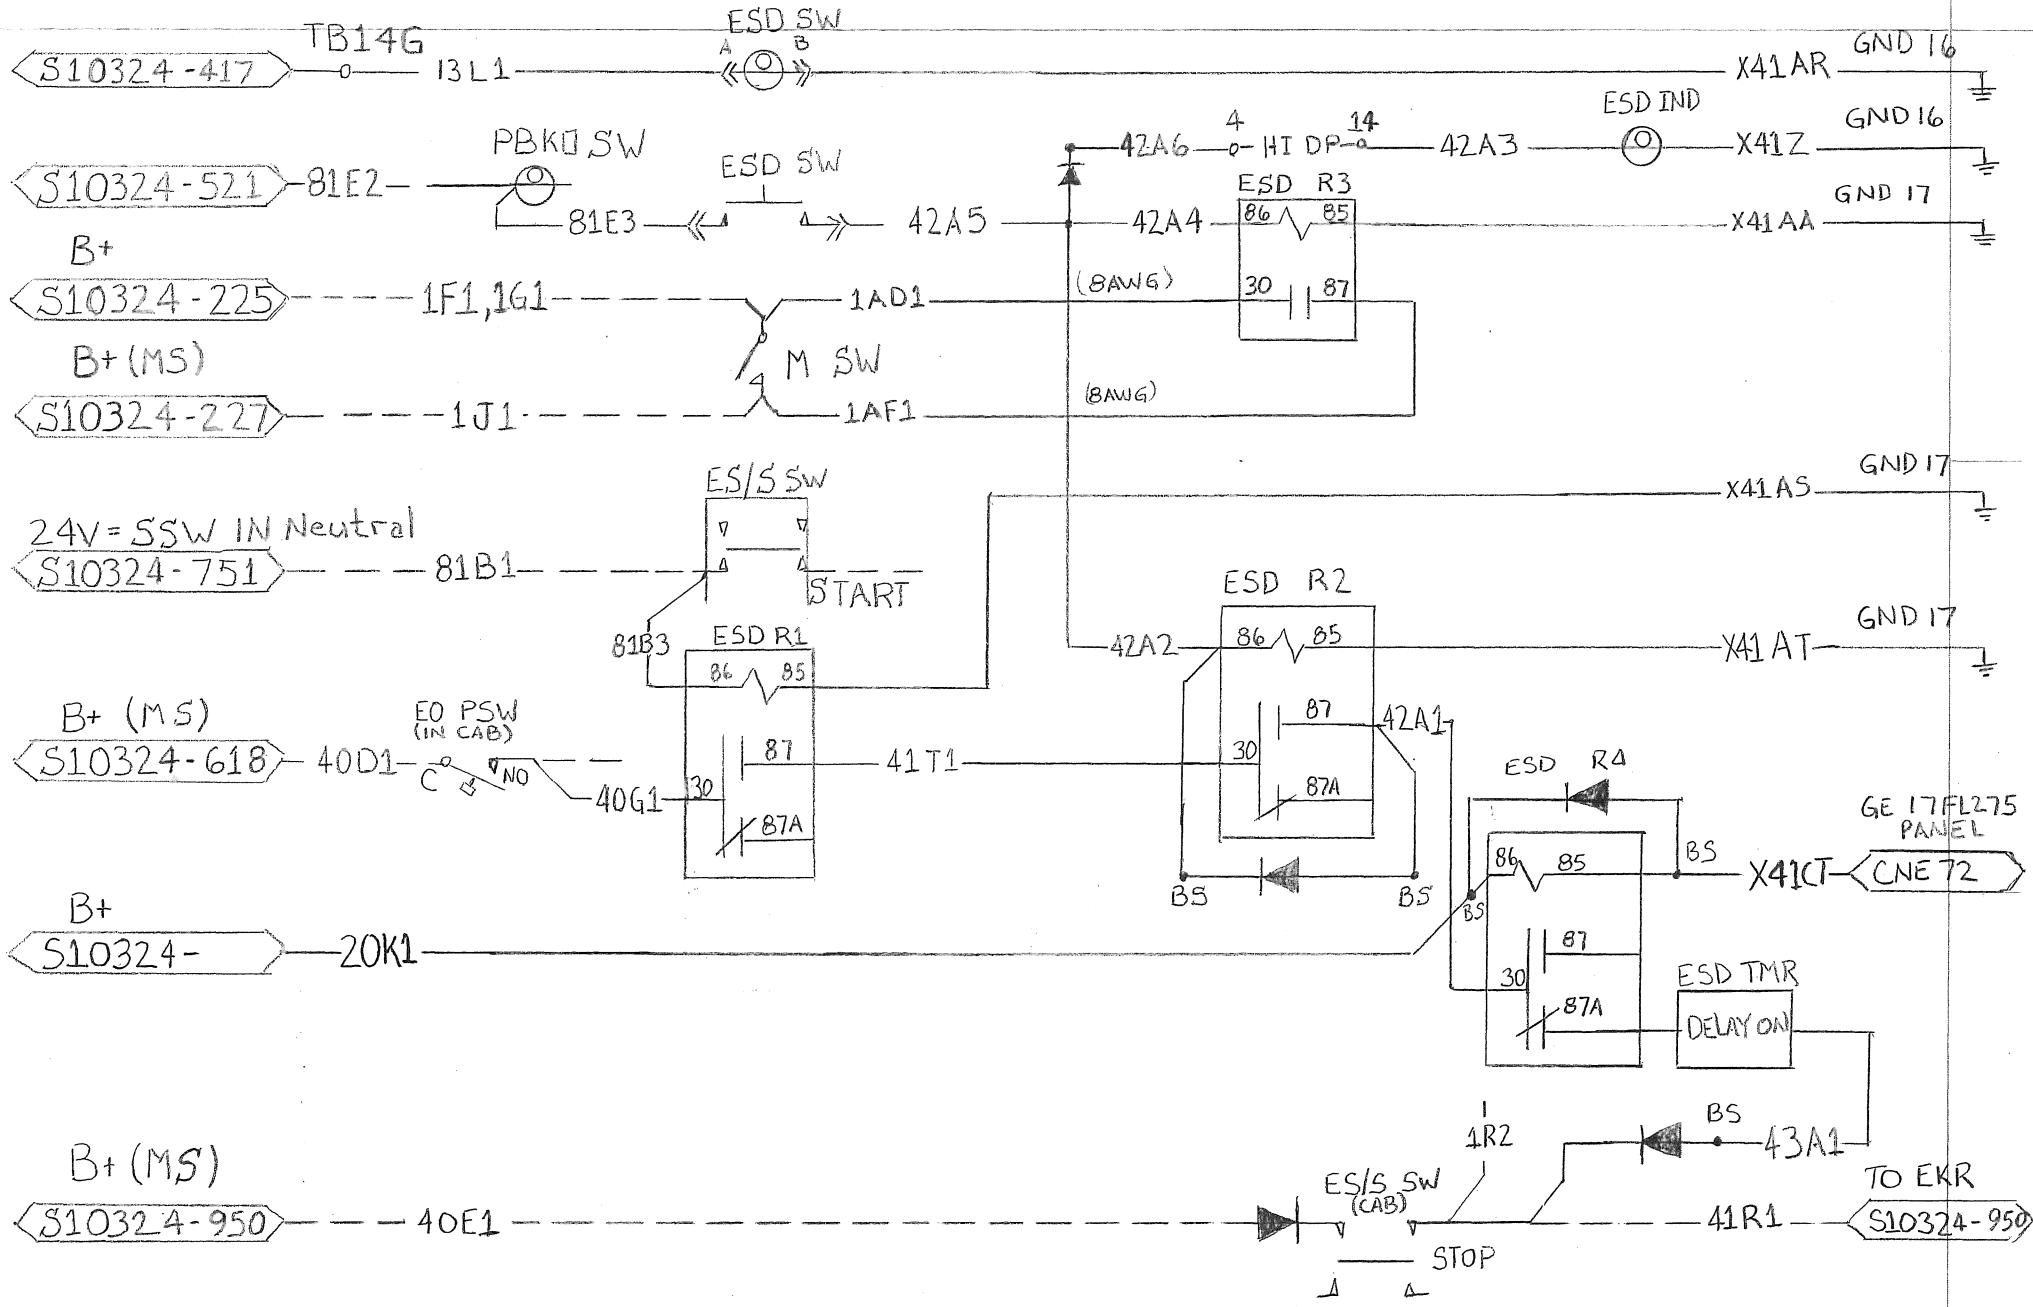 ESD SW
TB14G
A B
GND 16
S10324-417 13L1 X41AR
ESD IND
GND 16
4 14
42A6 HI DP 42A3 X41Z
PBKO SW
ESD SW
ESD R3
GND 17
S10324-521 81E2
81E3 42A5 42A4 86 85 X41AA
B+
(8AWG)
S10324-225 1F1,1G1 1AD1 30 87
B+ (MS)
M SW
(8AWG)
S10324-227 1J1 1AF1
ES/S SW
GND 17
X41AS
24V = SSW IN Neutral
S10324-751 81B1
START
ESD R2
GND 17
81B3
ESD R1
42A2 86 85 X41AT
86 85
B+ (MS)
EO PSW
(IN CAB)
87 42A1
S10324-618 40D1 C NO
87 41T1 30
40G1 30
87A
87A
ESD R4
GE 17FL275
PANEL
BS BS
BS
86 85 BS X41CT CNE 72
B+
S10324- 20K1
87
30
87A
ESD TMR
DELAY ON
1R2
BS
43A1
B+ (MS)
ES/S SW
(CAB)
TO EKR
S10324-950 40E1 41R1 S10324-950
STOP